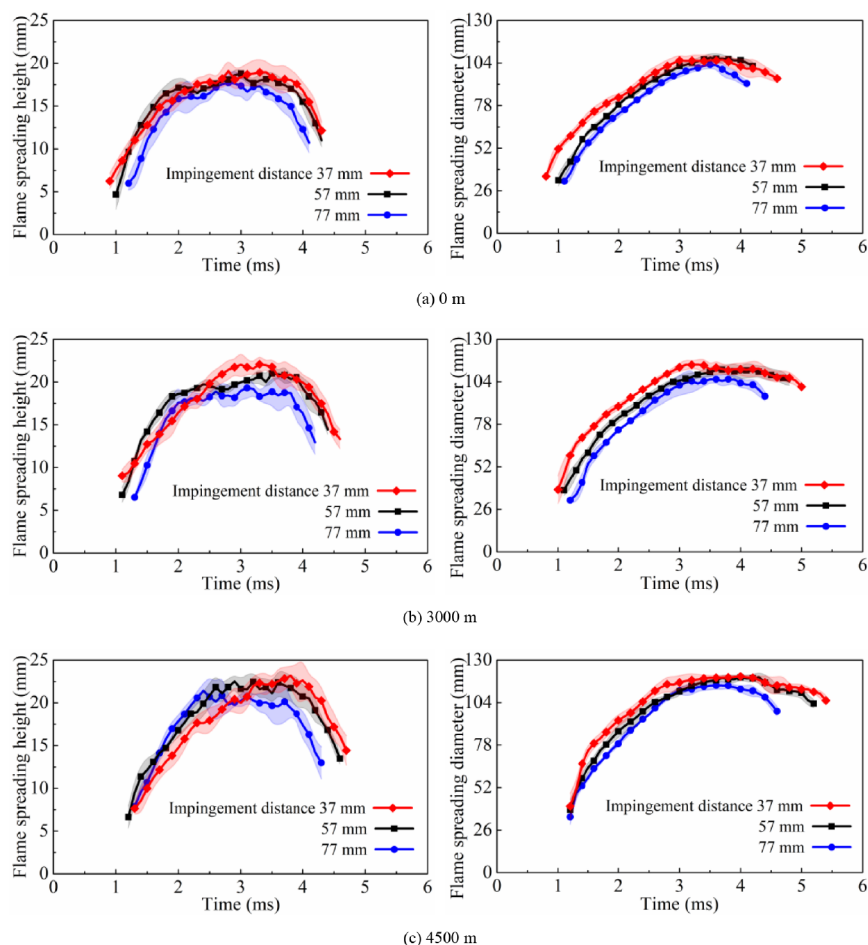 Flame spreading height (mm)
25
20
15
10
5
0
Impingement distance 37 mm
57 mm
77 mm
0 1 2 3 4 5 6
Time (ms)
Flame spreading diameter (mm)
130
104
78
52
26
0
Impingement distance 37 mm
57 mm
77 mm
0 1 2 3 4 5 6
Time (ms)
(a) 0 m
Flame spreading height (mm)
25
20
15
10
5
0
Impingement distance 37 mm
57 mm
77 mm
0 1 2 3 4 5 6
Time (ms)
Flame spreading diameter (mm)
130
104
78
52
26
0
Impingement distance 37 mm
57 mm
77 mm
0 1 2 3 4 5 6
Time (ms)
(b) 3000 m
Flame spreading height (mm)
25
20
15
10
5
0
Impingement distance 37 mm
57 mm
77 mm
0 1 2 3 4 5 6
Time (ms)
Flame spreading diameter (mm)
130
104
78
52
26
0
Impingement distance 37 mm
57 mm
77 mm
0 1 2 3 4 5 6
Time (ms)
(c) 4500 m